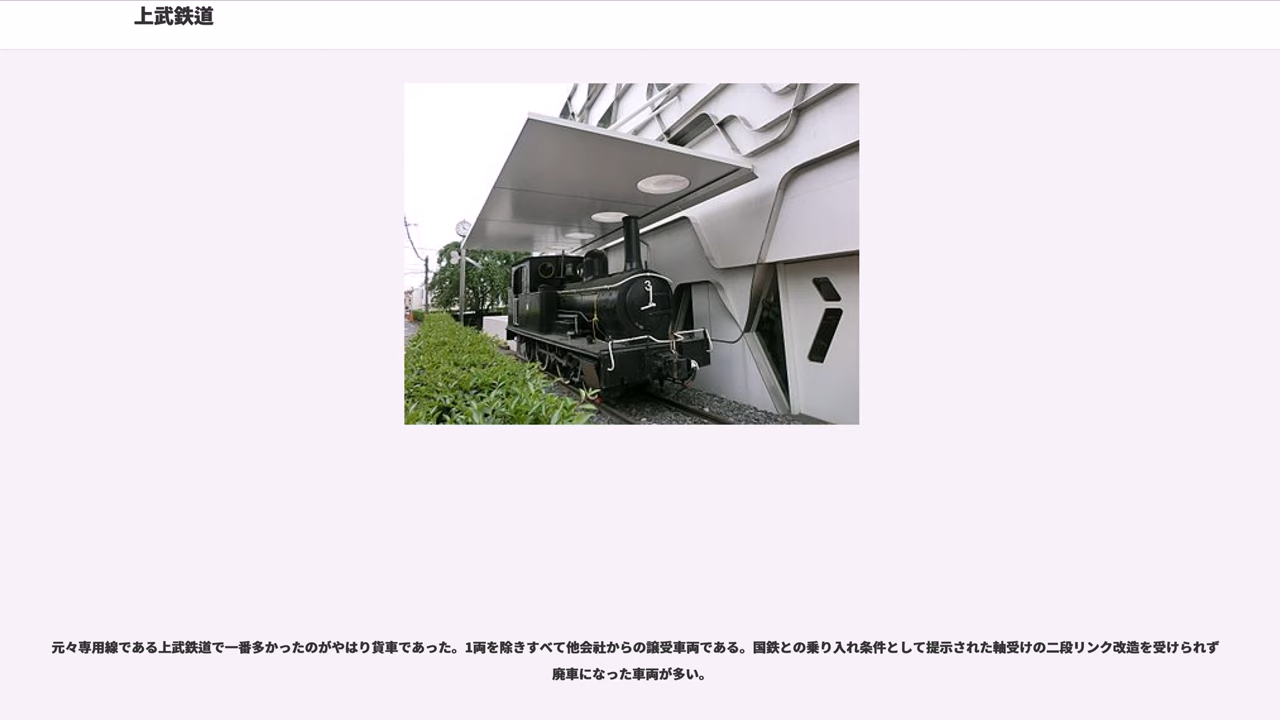 上武鉄道
3
元々専用線である上武鉄道で一番多かったのがやはり貨車であった。1両を除きすべて他会社からの譲受車両である。国鉄との乗り入れ条件として提示された軸受けの二段リンク改造を受けられず
廃車になった車両が多い。